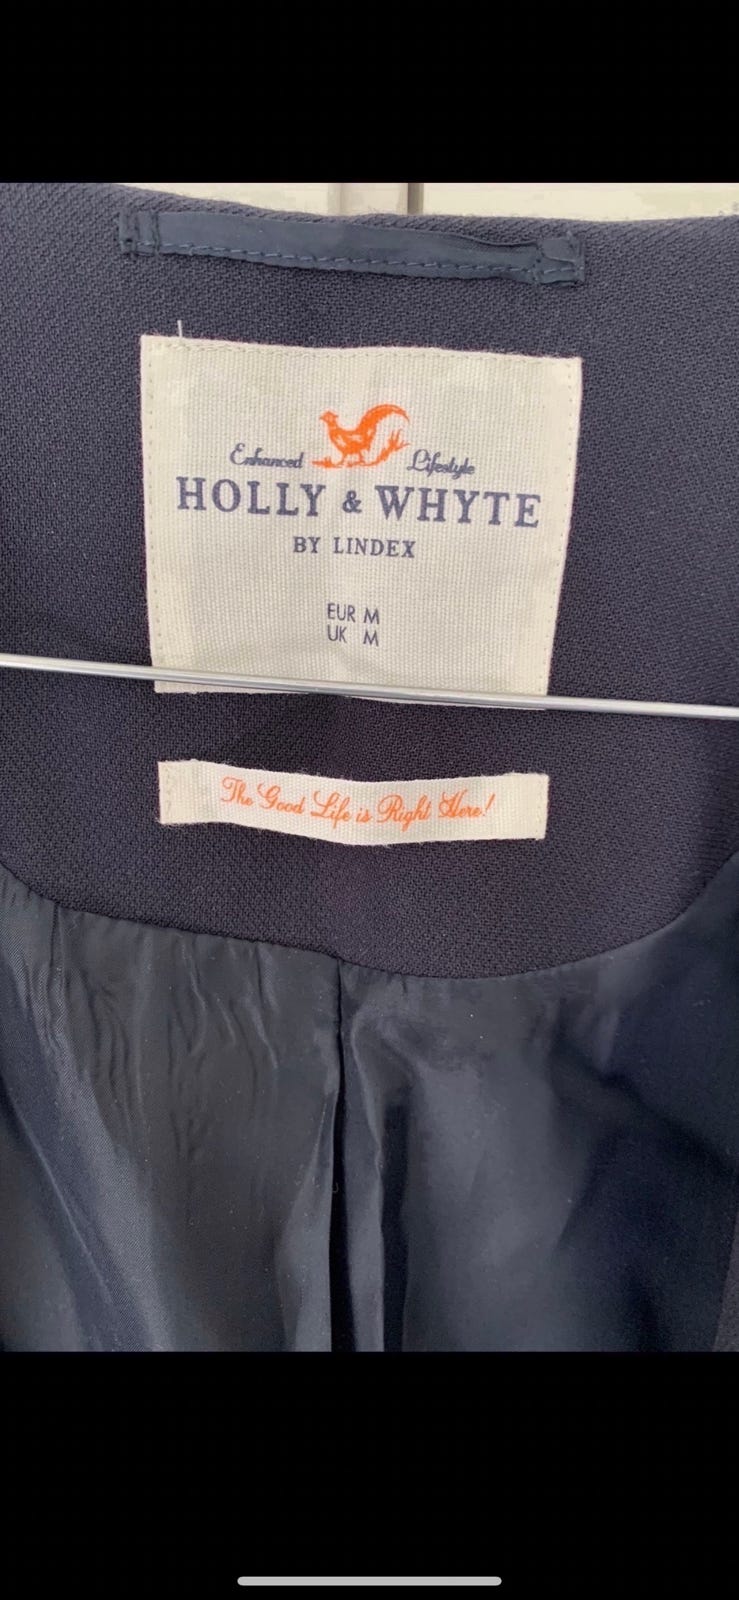 Enhanced Lifestyle
HOLLY & WHYTE
BY LINDEX
EUR M
UK M
The Good Life is Right Here!